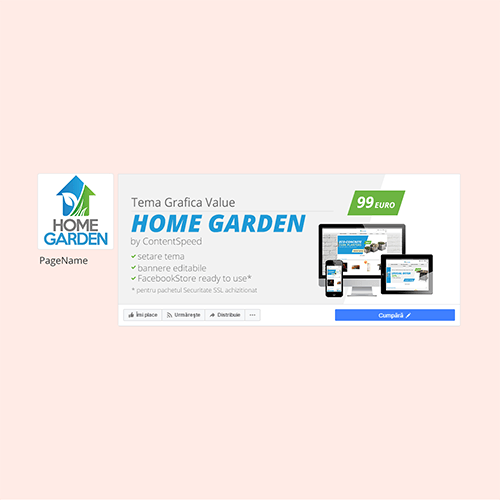 HOME
GARDEN
PageName
Tema Grafica Value
HOME GARDEN
by ContentSpeed
setare tema
bannere editabile
FacebookStore ready to use*
* pentru pachetul Securitate SSL achizitionat
99 EURO
Îmi place
Urmărește
Distribuie
Cumpără